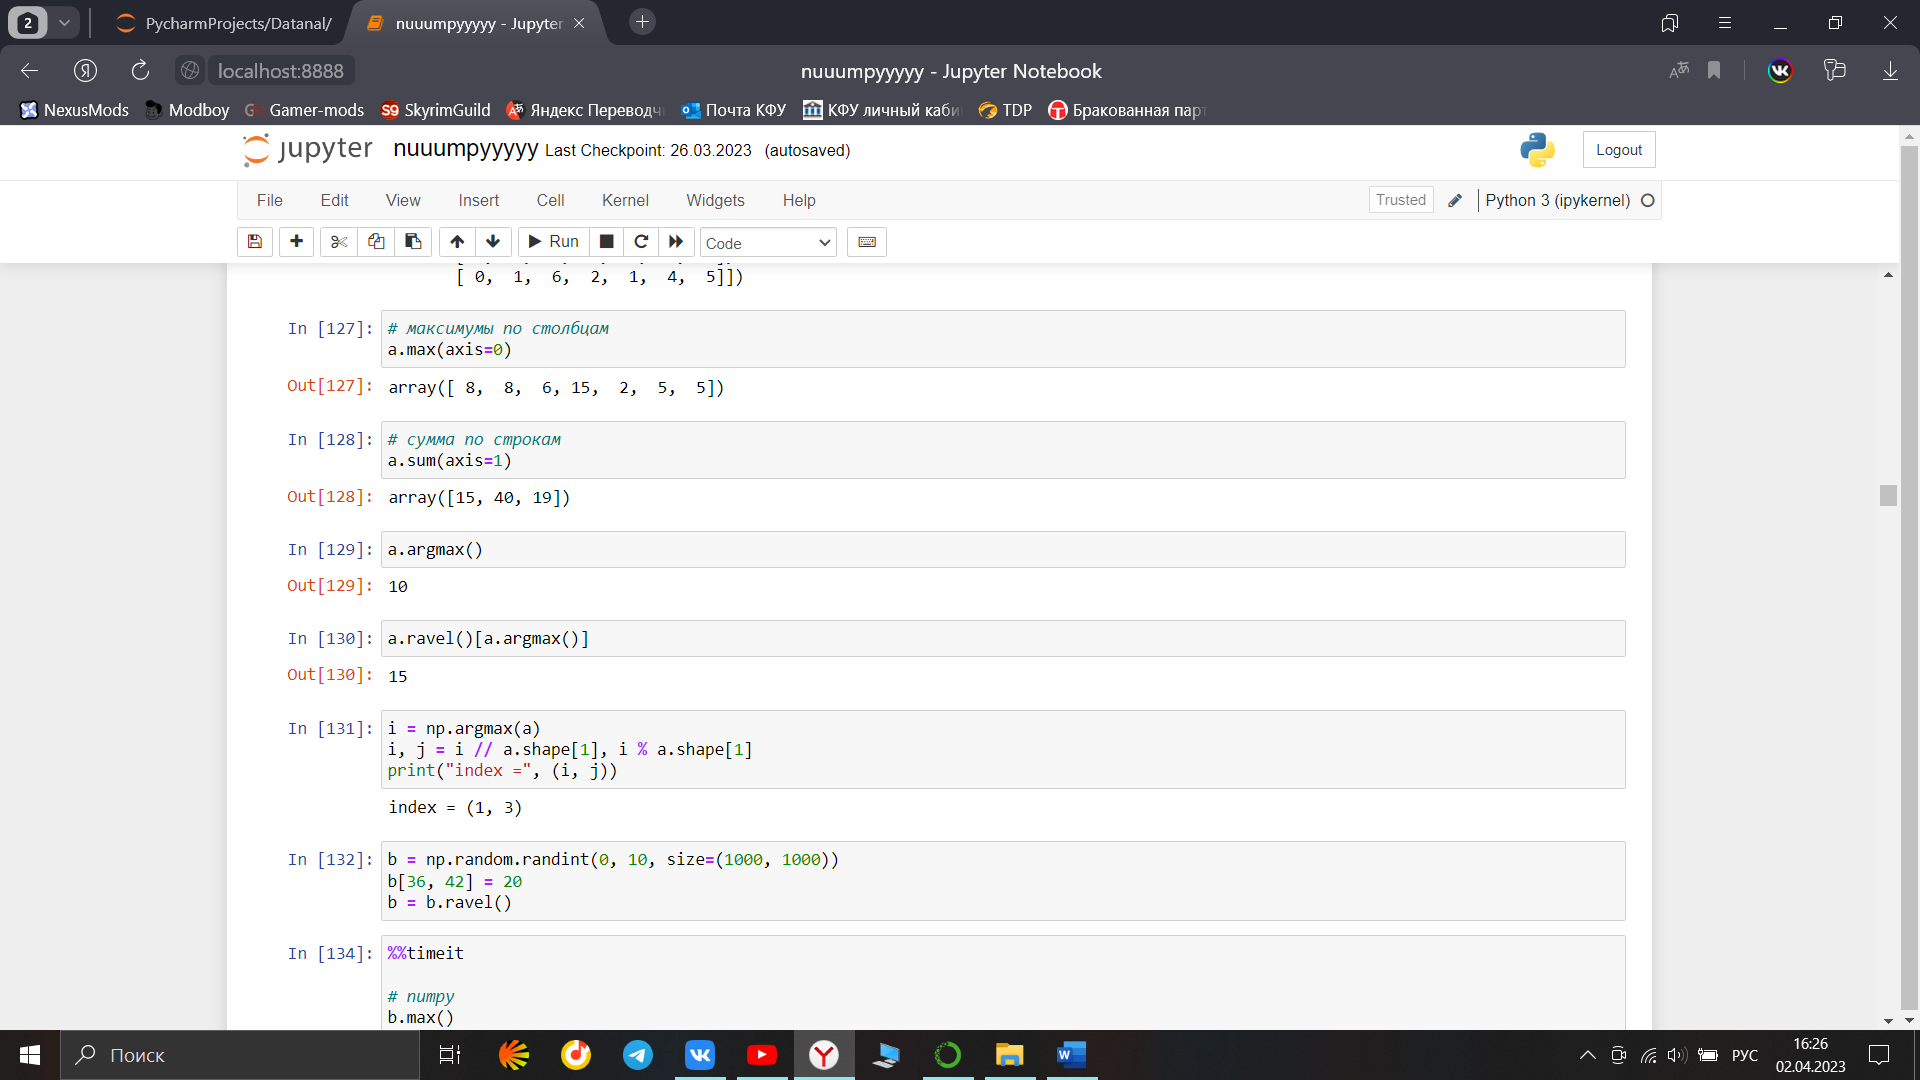 2
PycharmProjects/Datanal/
nuuumpyyyyy - Jupyter
Я
localhost:8888
nuuumpyyyyy - Jupyter Notebook
NexusMods
Modboy
Gamer-mods
S9 SkyrimGuild
Яндекс Переводч
Почта КФУ
КФУ личный каби
TDP
Бракованная пар
jupyter nuuumpyyyyy Last Checkpoint: 26.03.2023 (autosaved)
Logout
File Edit View Insert Cell Kernel Widgets Help
Trusted
Python 3 (ipykernel)
Run
Code
[ 0, 1, 6, 2, 1, 4, 5]])
In [127]: # максимумы по столбцам
a.max(axis=0)
Out[127]: array([ 8, 8, 6, 15, 2, 5, 5])
In [128]: # сумма по строкам
a.sum(axis=1)
Out[128]: array([15, 40, 19])
In [129]: a.argmax()
Out[129]: 10
In [130]: a.ravel()[a.argmax()]
Out[130]: 15
In [131]: i = np.argmax(a)
i, j = i // a.shape[1], i % a.shape[1]
print("index =", (i, j))
index = (1, 3)
In [132]: b = np.random.randint(0, 10, size=(1000, 1000))
b[36, 42] = 20
b = b.ravel()
In [134]: %%timeit
# numpy
b.max()
Поиск
РУС
16:26
02.04.2023